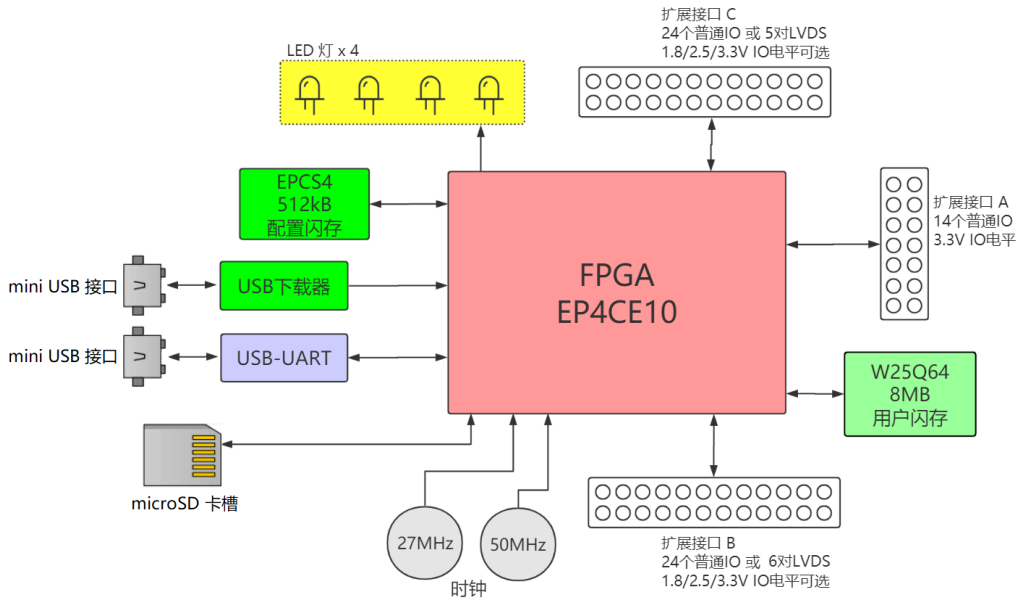 扩展接口 C
24个普通IO 或 5对LVDS
1.8/2.5/3.3V IO电平可选
LED 灯 x 4
EPCS4
512kB
配置闪存
扩展接口 A
14个普通IO
3.3V IO电平
FPGA
EP4CE10
mini USB 接口
USB下载器
mini USB 接口
USB-UART
W25Q64
8MB
用户闪存
microSD 卡槽
27MHz
50MHz
时钟
扩展接口 B
24个普通IO 或 6对LVDS
1.8/2.5/3.3V IO电平可选